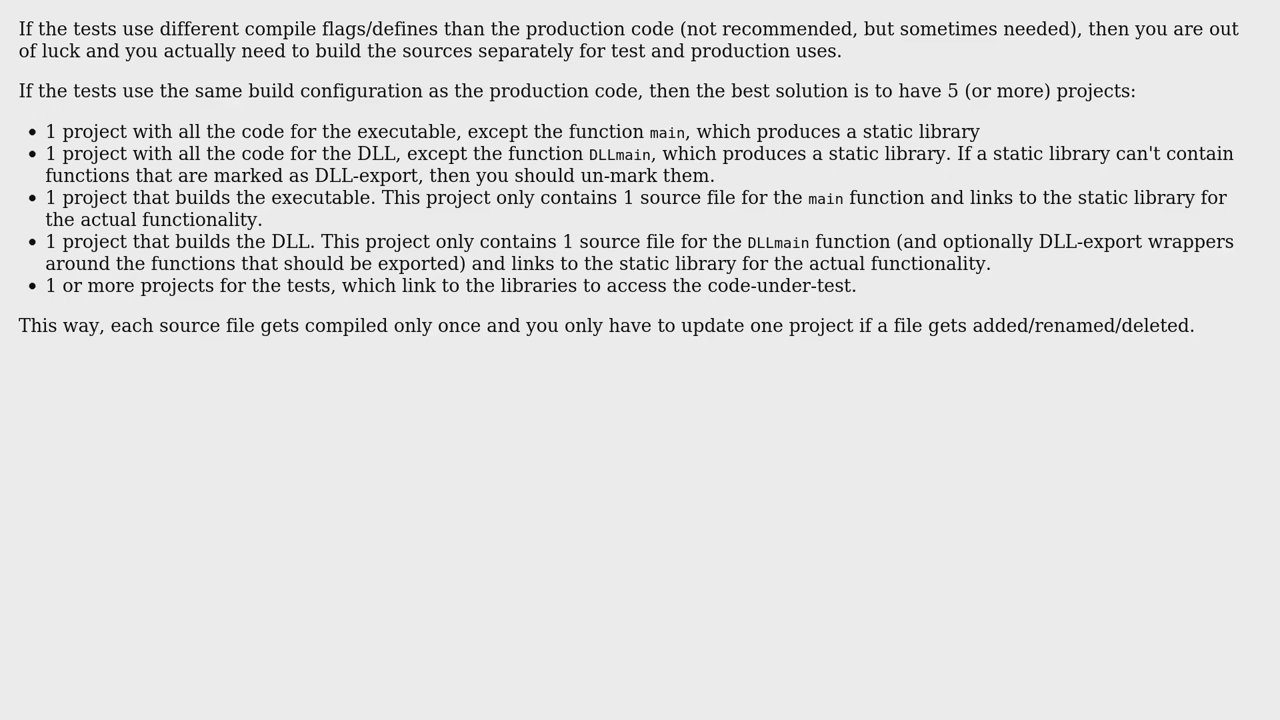 If the tests use different compile flags/defines than the production code (not recommended, but sometimes needed), then you are out
of luck and you actually need to build the sources separately for test and production uses.
If the tests use the same build configuration as the production code, then the best solution is to have 5 (or more) projects:
• 1 project with all the code for the executable, except the function main, which produces a static library
• 1 project with all the code for the DLL, except the function DLLmain, which produces a static library. If a static library can't contain
functions that are marked as DLL-export, then you should un-mark them.
• 1 project that builds the executable. This project only contains 1 source file for the main function and links to the static library for
the actual functionality.
• 1 project that builds the DLL. This project only contains 1 source file for the DLLmain function (and optionally DLL-export wrappers
around the functions that should be exported) and links to the static library for the actual functionality.
• 1 or more projects for the tests, which link to the libraries to access the code-under-test.
This way, each source file gets compiled only once and you only have to update one project if a file gets added/renamed/deleted.